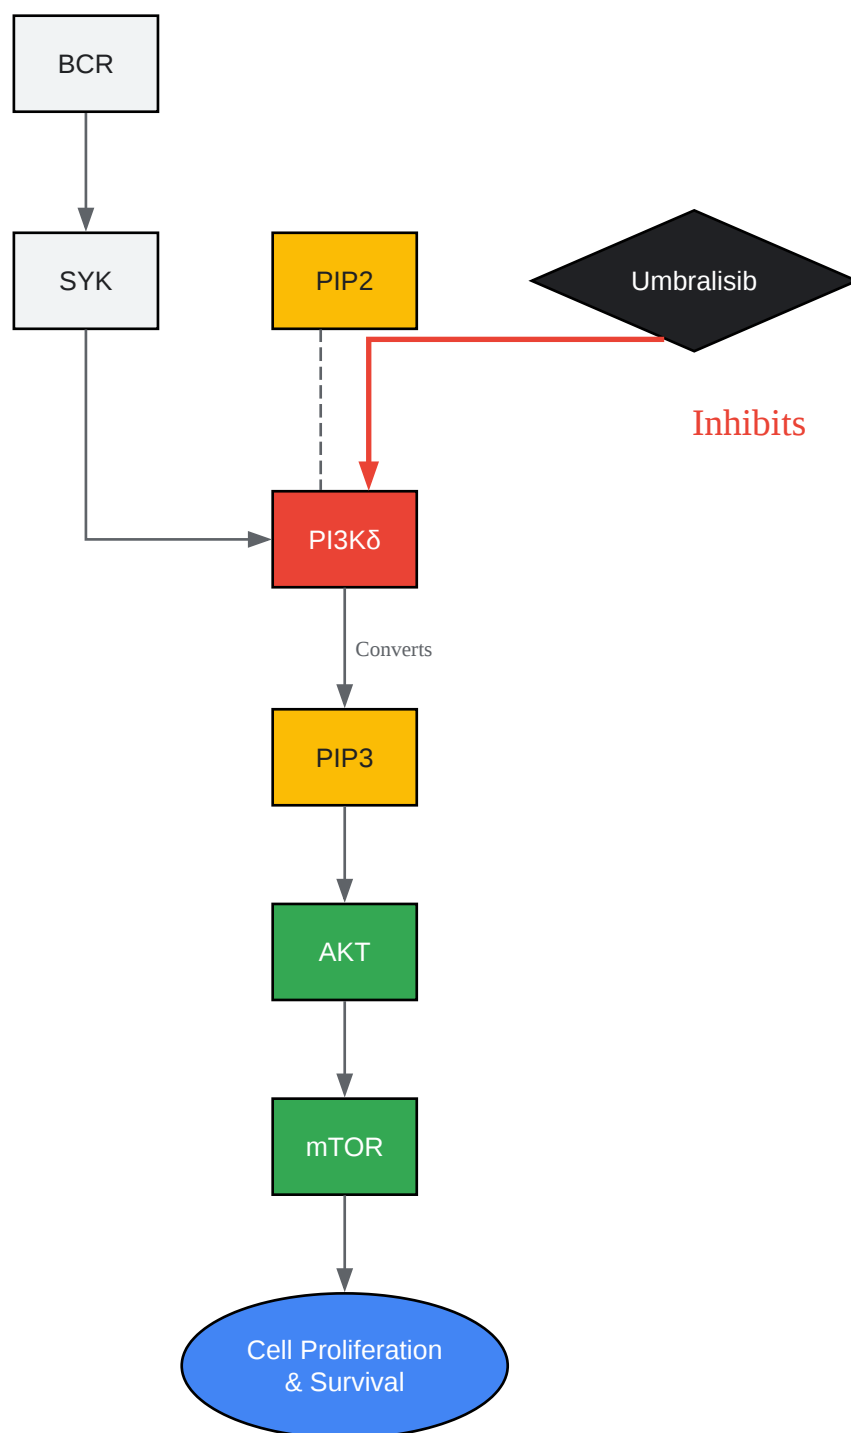 BCR
SYK
PIP2
Umbralisib
Inhibits
PI3Kδ
Converts
PIP3
AKT
mTOR
Cell Proliferation
& Survival